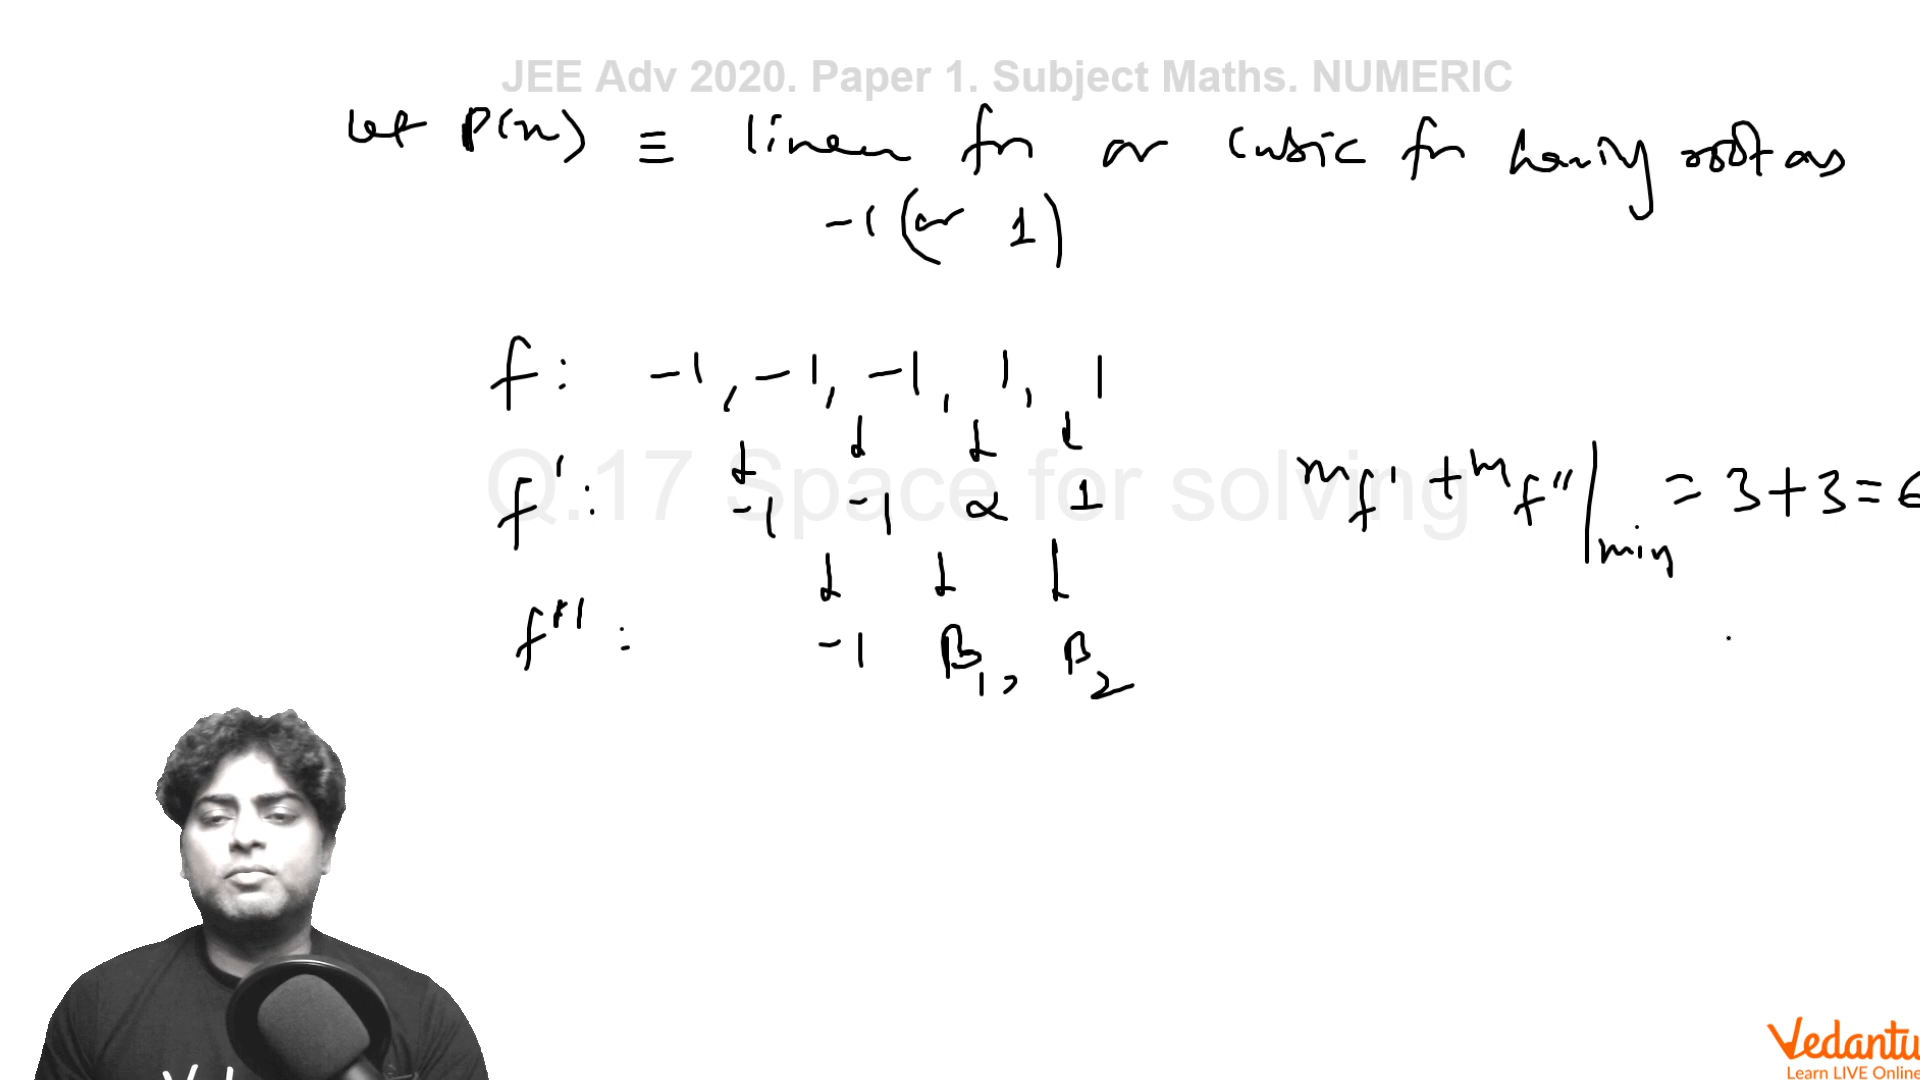 JEE Adv 2020. Paper 1. Subject Maths. NUMERIC
let P(x) ≡ linear fn or cubic fn having root as
-1 (or 1)
f: -1, -1, -1, 1, 1
Q.17 Space for solving
f': -1 -1 α 1
m f' + m f'' | min = 3+3=6
f'' : -1 β1, β2
Vedantu
Learn LIVE Online